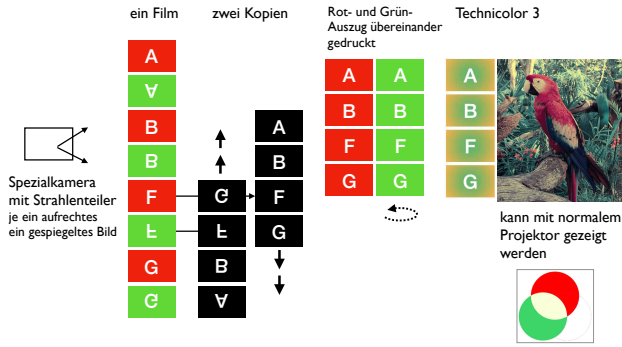 ein Film
zwei Kopien
Rot- und Grün-
Auszug übereinander
gedruckt
Technicolor 3
Spezialkamera
mit Strahlenteiler
je ein aufrechtes
ein gespiegeltes Bild
A
A
B
B
F
F
G
G
G
F
B
A
A
B
F
G
A A
B B
F F
G G
A
B
F
G
kann mit normalem
Projektor gezeigt
werden